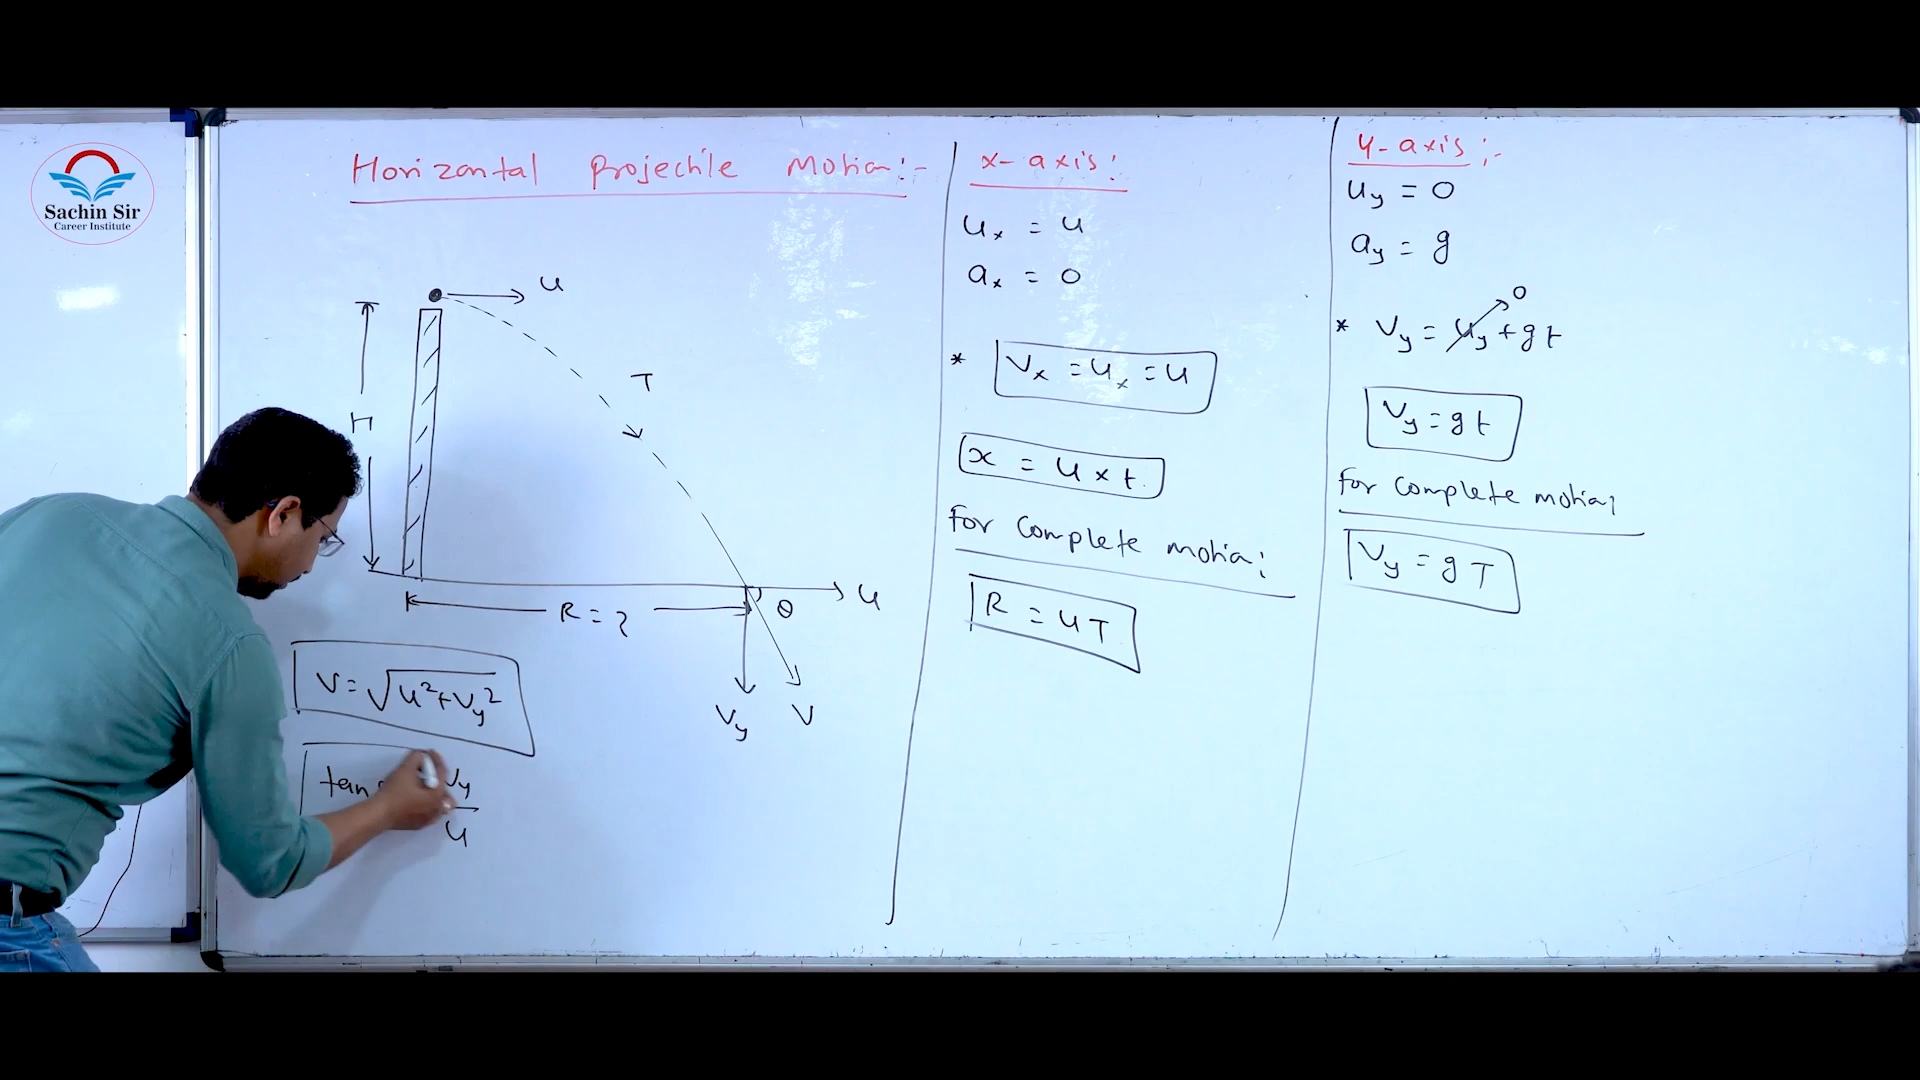 Sachin Sir
Career Institute
Horizontal Projectile Motion:-
u
T
H
u
R = ?
θ
Vy
V
V = √u²+Vy²
tan
Vy
u
x-axis:
ux = u
ax = 0
* Vx = ux = u
x = u × t.
For Complete motion:
R = uT
y-axis:-
uy = 0
ay = g
0
* Vy = uy + gt
Vy = gt
For Complete motion:
Vy = gT